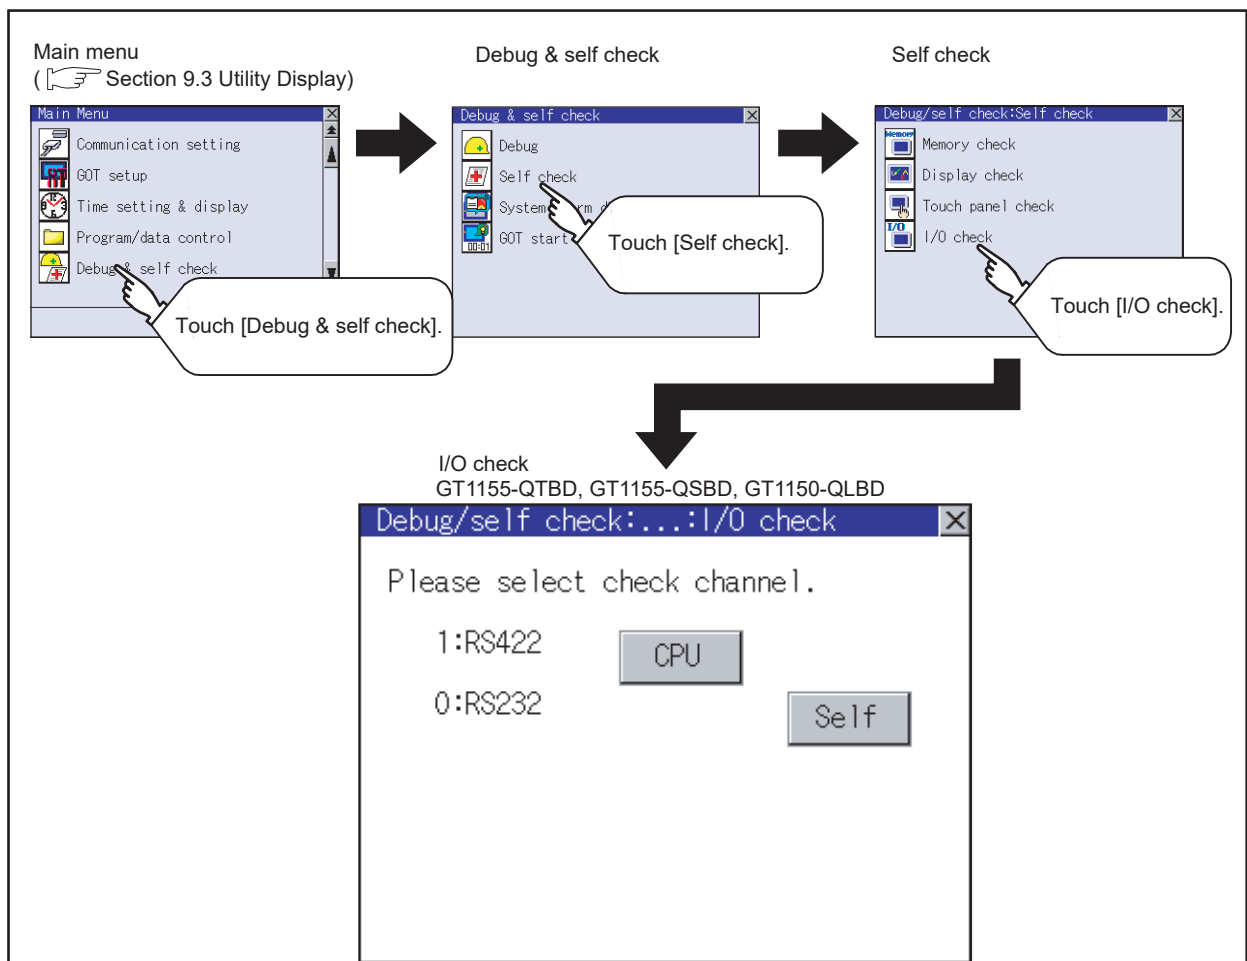 Main menu
( Section 9.3 Utility Display)
Main Menu
Communication setting
GOT setup
Time setting & display
Program/data control
Debug & self check
Touch [Debug & self check].
Debug & self check
Debug & self check
Debug
Self check
System
GOT start
00:01
Touch [Self check].
Self check
Debug/self check:Self check
Memory
Memory check
Display check
Touch panel check
I/O
I/O check
Touch [I/O check].
I/O check
GT1155-QTBD, GT1155-QSBD, GT1150-QLBD
Debug/self check:...:I/O check
Please select check channel.
1:RS422
CPU
0:RS232
Self